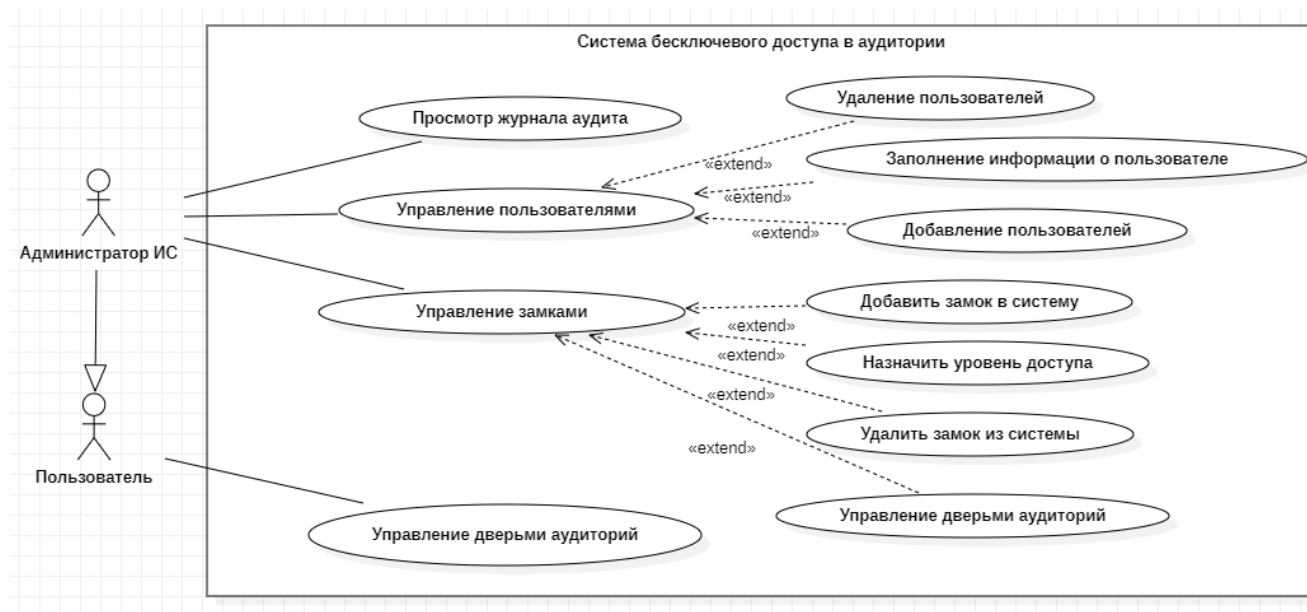 Система бесключевого доступа в аудитории
Удаление пользователей
Просмотр журнала аудита
«extend»
Заполнение информации о пользователе
«extend»
Управление пользователями
«extend»
Добавление пользователей
Администратор ИС
Добавить замок в систему
Управление замками
«extend»
«extend»
Назначить уровень доступа
«extend»
Удалить замок из системы
«extend»
Пользователь
Управление дверьми аудиторий
Управление дверьми аудиторий